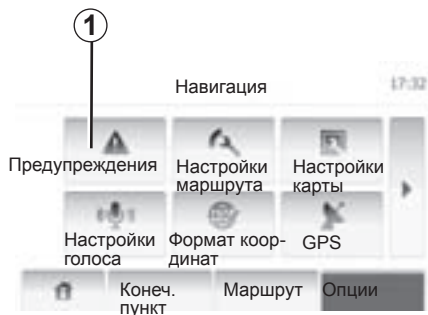 1
Навигация
17:32
Предупреждения
Настройки
маршрута
Настройки
карты
Настройки
голоса
Формат коор-
динат
GPS
Конеч.
пункт
Маршрут
Опции